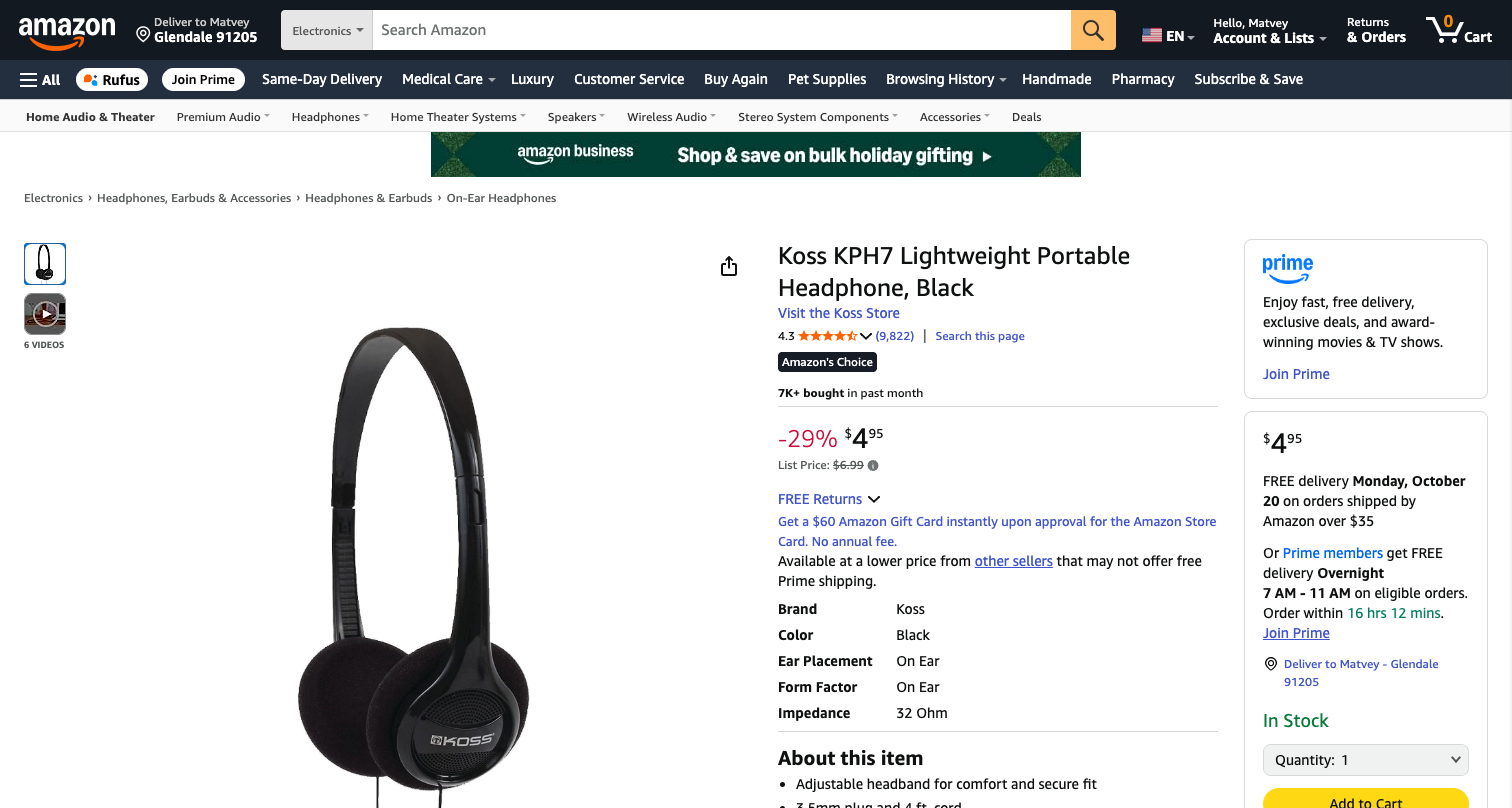 amazon
Deliver to Matvey
Glendale 91205
Electronics
Search Amazon
EN
Hello, Matvey
Account & Lists
Returns
& Orders
0
Cart
All
Rufus
Join Prime
Same-Day Delivery
Medical Care
Luxury
Customer Service
Buy Again
Pet Supplies
Browsing History
Handmade
Pharmacy
Subscribe & Save
Home Audio & Theater
Premium Audio
Headphones
Home Theater Systems
Speakers
Wireless Audio
Stereo System Components
Accessories
Deals
amazon business
Shop & save on bulk holiday gifting
Electronics › Headphones, Earbuds & Accessories › Headphones & Earbuds › On-Ear Headphones
6 VIDEOS
KOSS
Koss KPH7 Lightweight Portable
Headphone, Black
Visit the Koss Store
4.3 (9,822) | Search this page
Amazon's Choice
7K+ bought in past month
-29% $4.95
List Price: $6.99
FREE Returns
Get a $60 Amazon Gift Card instantly upon approval for the Amazon Store
Card. No annual fee.
Available at a lower price from other sellers that may not offer free
Prime shipping.
Brand Koss
Color Black
Ear Placement On Ear
Form Factor On Ear
Impedance 32 Ohm
About this item
• Adjustable headband for comfort and secure fit
• 3.5mm plug and 4 ft. cord
prime
Enjoy fast, free delivery,
exclusive deals, and award-
winning movies & TV shows.
Join Prime
$4.95
FREE delivery Monday, October
20 on orders shipped by
Amazon over $35
Or Prime members get FREE
delivery Overnight
7 AM - 11 AM on eligible orders.
Order within 16 hrs 12 mins.
Join Prime
Deliver to Matvey - Glendale
91205
In Stock
Quantity: 1
Add to Cart